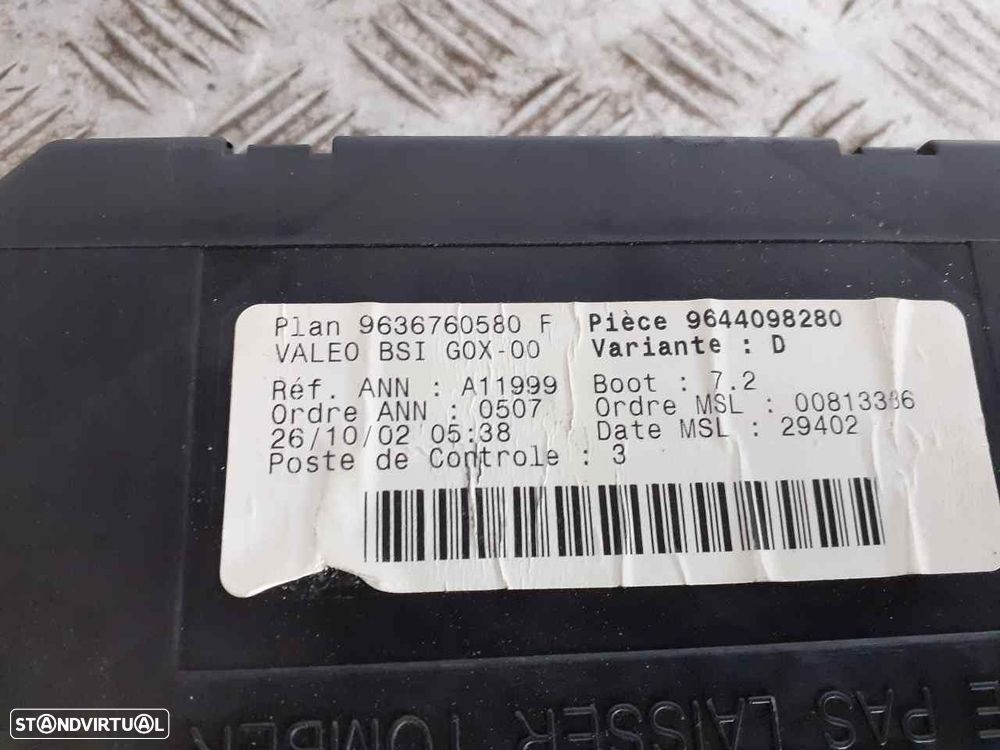 Plan 9636760580 F Pièce 9644098280
VALEO BSI G0X-00 Variante : D
Réf. ANN : A11999 Boot : 7.2
Ordre ANN : 0507 Ordre MSL : 00813386
26/10/02 05:38 Date MSL : 29402
Poste de Controle : 3
E PAS LAISSER TOMBER
STANDVIRTUAL